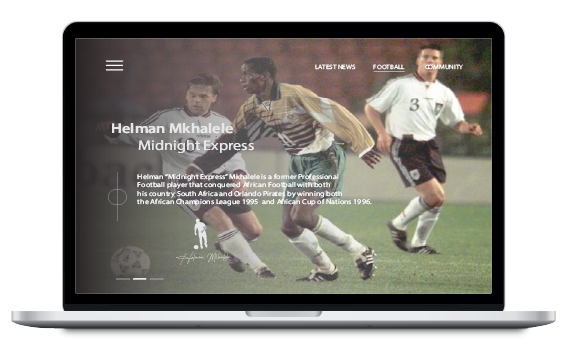 LATEST NEWS FOOTBALL COMMUNITY
3
Helman Mkhalele
Midnight Express
Helman "Midnight Express" Mkhalele is a former Professional
Football player that conquered African Football with both
his country South Africa and Orlando Pirates by winning both
the African Champions League 1995 and African Cup of Nations 1996.